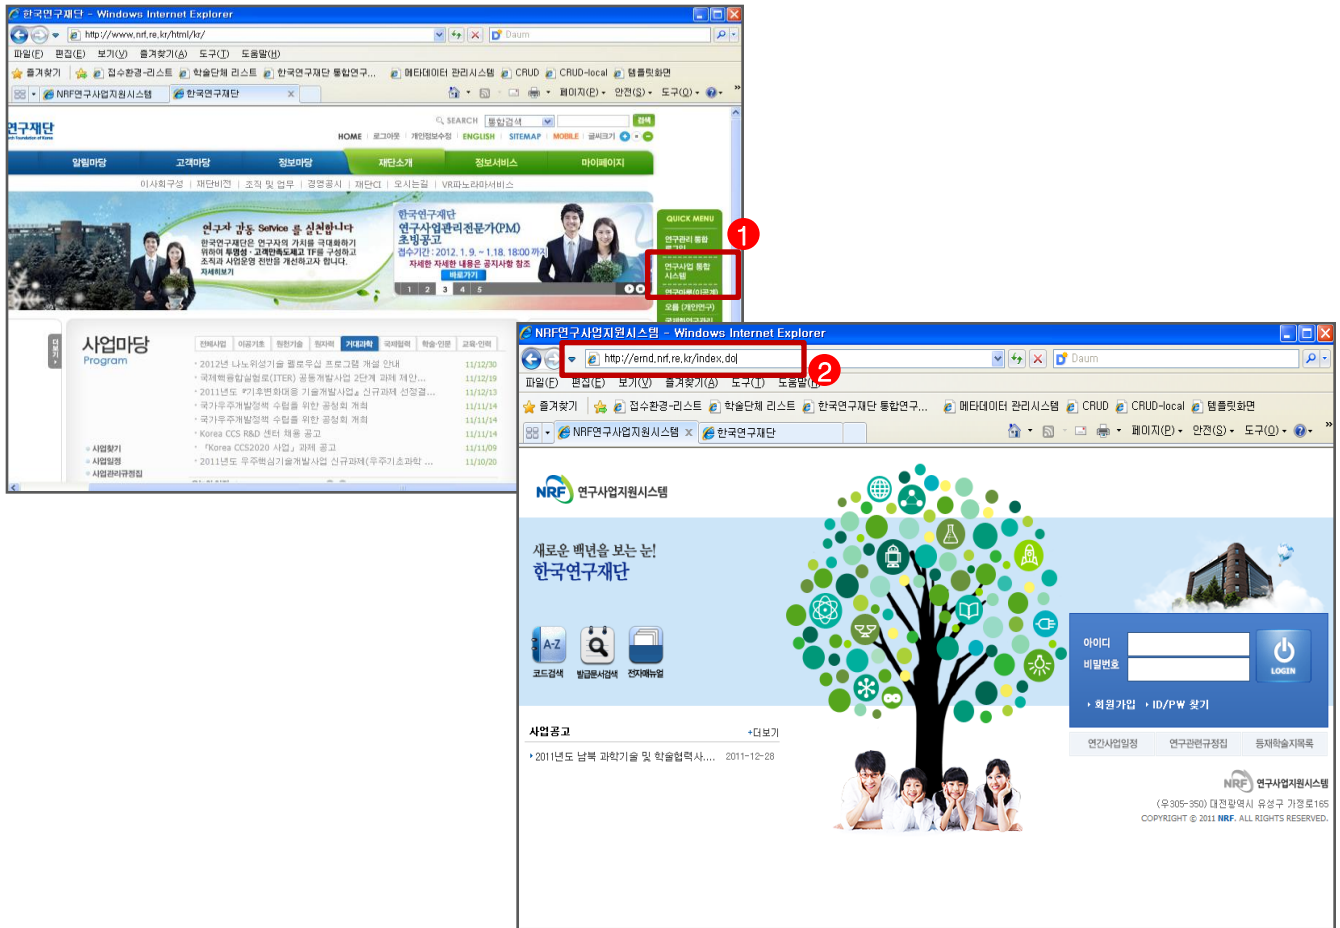 한국연구재단 - Windows Internet Explorer
http://www.nrf.re.kr/html/kr/
Daum
파일(F) 편집(E) 보기(V) 즐겨찾기(A) 도구(T) 도움말(H)
즐겨찾기 접수환경-리스트 학술단체 리스트 한국연구재단 통합연구... 메타데이터 관리시스템 CRUD CRUD-local 템플릿화면
NRF연구사업지원시스템 한국연구재단 x 페이지(P) 안전(S) 도구(O) »
연구재단
SEARCH 통합검색 검색
HOME 로그아웃 개인정보수정 ENGLISH SITEMAP MOBILE 글씨크기
알림마당 고객마당 정보마당 재단소개 정보서비스 마이페이지
이사회구성 | 재단비전 | 조직 및 업무 | 경영공시 | 재단CI | 오시는길 | VR파노라마서비스
연구자 감동 Service 를 실천합니다
한국연구재단은 연구자의 가치를 극대화하기
위하여 투명성·고객만족도제고 TF를 구성하고
조직과 사업운영 전반을 개선하고자 합니다.
자세히보기
한국연구재단
연구사업관리전문가(PM)
초빙공고
접수기간 : 2012. 1. 9. ~ 1.18. 18:00 까지
자세한 자세한 내용은 공지사항 참조
바로가기
1 2 3 4 5
QUICK MENU
연구관리 통합
로그인
1
연구사업 통합
시스템
연구마루(이공계)
오름 (개인연구)
국제협력연구관리
더보기
사업마당
Program
전체사업 이공기초 원천기술 원자력 거대과학 국제협력 학술·인문 교육·인력
· 2012년 나노위성기술 펠로우십 프로그램 개설 안내 11/12/30
· 국제핵융합실험로(ITER) 공동개발사업 2단계 과제 제안... 11/12/19
· 2011년도 『기후변화대응 기술개발사업』 신규과제 선정결... 11/12/13
· 국가우주개발정책 수립을 위한 공청회 개최 11/11/14
· 국가우주개발정책 수립을 위한 공청회 개최 11/11/14
· Korea CCS R&D 센터 채용 공고 11/11/14
· 『Korea CCS2020 사업』 과제 공고 11/11/09
· 2011년도 우주핵심기술개발사업 신규과제(우주기초과학 ... 11/10/20
사업찾기
사업일정
사업관리규정집
NRF연구사업지원시스템 - Windows Internet Explorer
http://ernd.nrf.re.kr/index.do
Daum
2
파일(F) 편집(E) 보기(V) 즐겨찾기(A) 도구(T) 도움말(H)
즐겨찾기 접수환경-리스트 학술단체 리스트 한국연구재단 통합연구... 메타데이터 관리시스템 CRUD CRUD-local 템플릿화면
NRF연구사업지원시스템 x 한국연구재단 페이지(P) 안전(S) 도구(O) »
NRF 연구사업지원시스템
새로운 백년을 보는 눈!
한국연구재단
A-Z
코드검색 발급문서검색 전자매뉴얼
아이디
비밀번호
LOGIN
회원가입 ID/PW 찾기
사업공고 +더보기
2011년도 남북 과학기술 및 학술협력사.... 2011-12-28
연간사업일정 연구관련규정집 등재학술지목록
NRF 연구사업지원시스템
(우305-350) 대전광역시 유성구 가정로165
COPYRIGHT © 2011 NRF. ALL RIGHTS RESERVED.